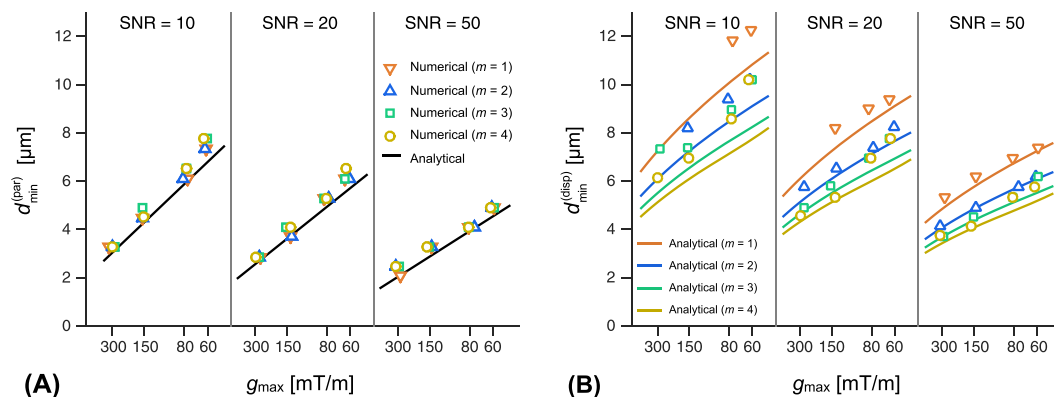 SNR = 10 SNR = 20 SNR = 50
12
10
8
6
4
2
0
d_min^(par) [µm]
Numerical (m = 1)
Numerical (m = 2)
Numerical (m = 3)
Numerical (m = 4)
Analytical
300 150 80 60 300 150 80 60 300 150 80 60
(A) gmax [mT/m]
SNR = 10 SNR = 20 SNR = 50
12
10
8
6
4
2
0
d_min^(disp) [µm]
Analytical (m = 1)
Analytical (m = 2)
Analytical (m = 3)
Analytical (m = 4)
300 150 80 60 300 150 80 60 300 150 80 60
(B) gmax [mT/m]